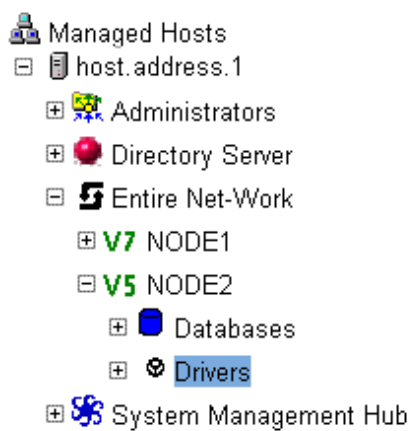 Managed Hosts
host.address.1
Administrators
Directory Server
Entire Net-Work
V7 NODE1
V5 NODE2
Databases
Drivers
System Management Hub